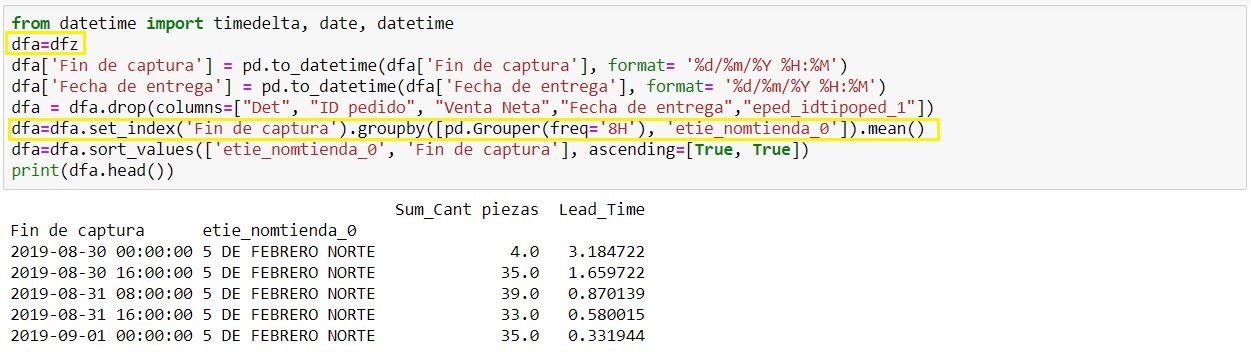 from datetime import timedelta, date, datetime
dfa=dfz
dfa['Fin de captura'] = pd.to_datetime(dfa['Fin de captura'], format= '%d/%m/%Y %H:%M')
dfa['Fecha de entrega'] = pd.to_datetime(dfa['Fecha de entrega'], format= '%d/%m/%Y %H:%M')
dfa = dfa.drop(columns=["Det", "ID pedido", "Venta Neta","Fecha de entrega","eped_idtipoped_1"])
dfa=dfa.set_index('Fin de captura').groupby([pd.Grouper(freq='8H'), 'etie_nomtienda_0']).mean()
dfa=dfa.sort_values(['etie_nomtienda_0', 'Fin de captura'], ascending=[True, True])
print(dfa.head())
Sum_Cant piezas Lead_Time
Fin de captura etie_nomtienda_0
2019-08-30 00:00:00 5 DE FEBRERO NORTE 4.0 3.184722
2019-08-30 16:00:00 5 DE FEBRERO NORTE 35.0 1.659722
2019-08-31 08:00:00 5 DE FEBRERO NORTE 39.0 0.870139
2019-08-31 16:00:00 5 DE FEBRERO NORTE 33.0 0.580015
2019-09-01 00:00:00 5 DE FEBRERO NORTE 35.0 0.331944